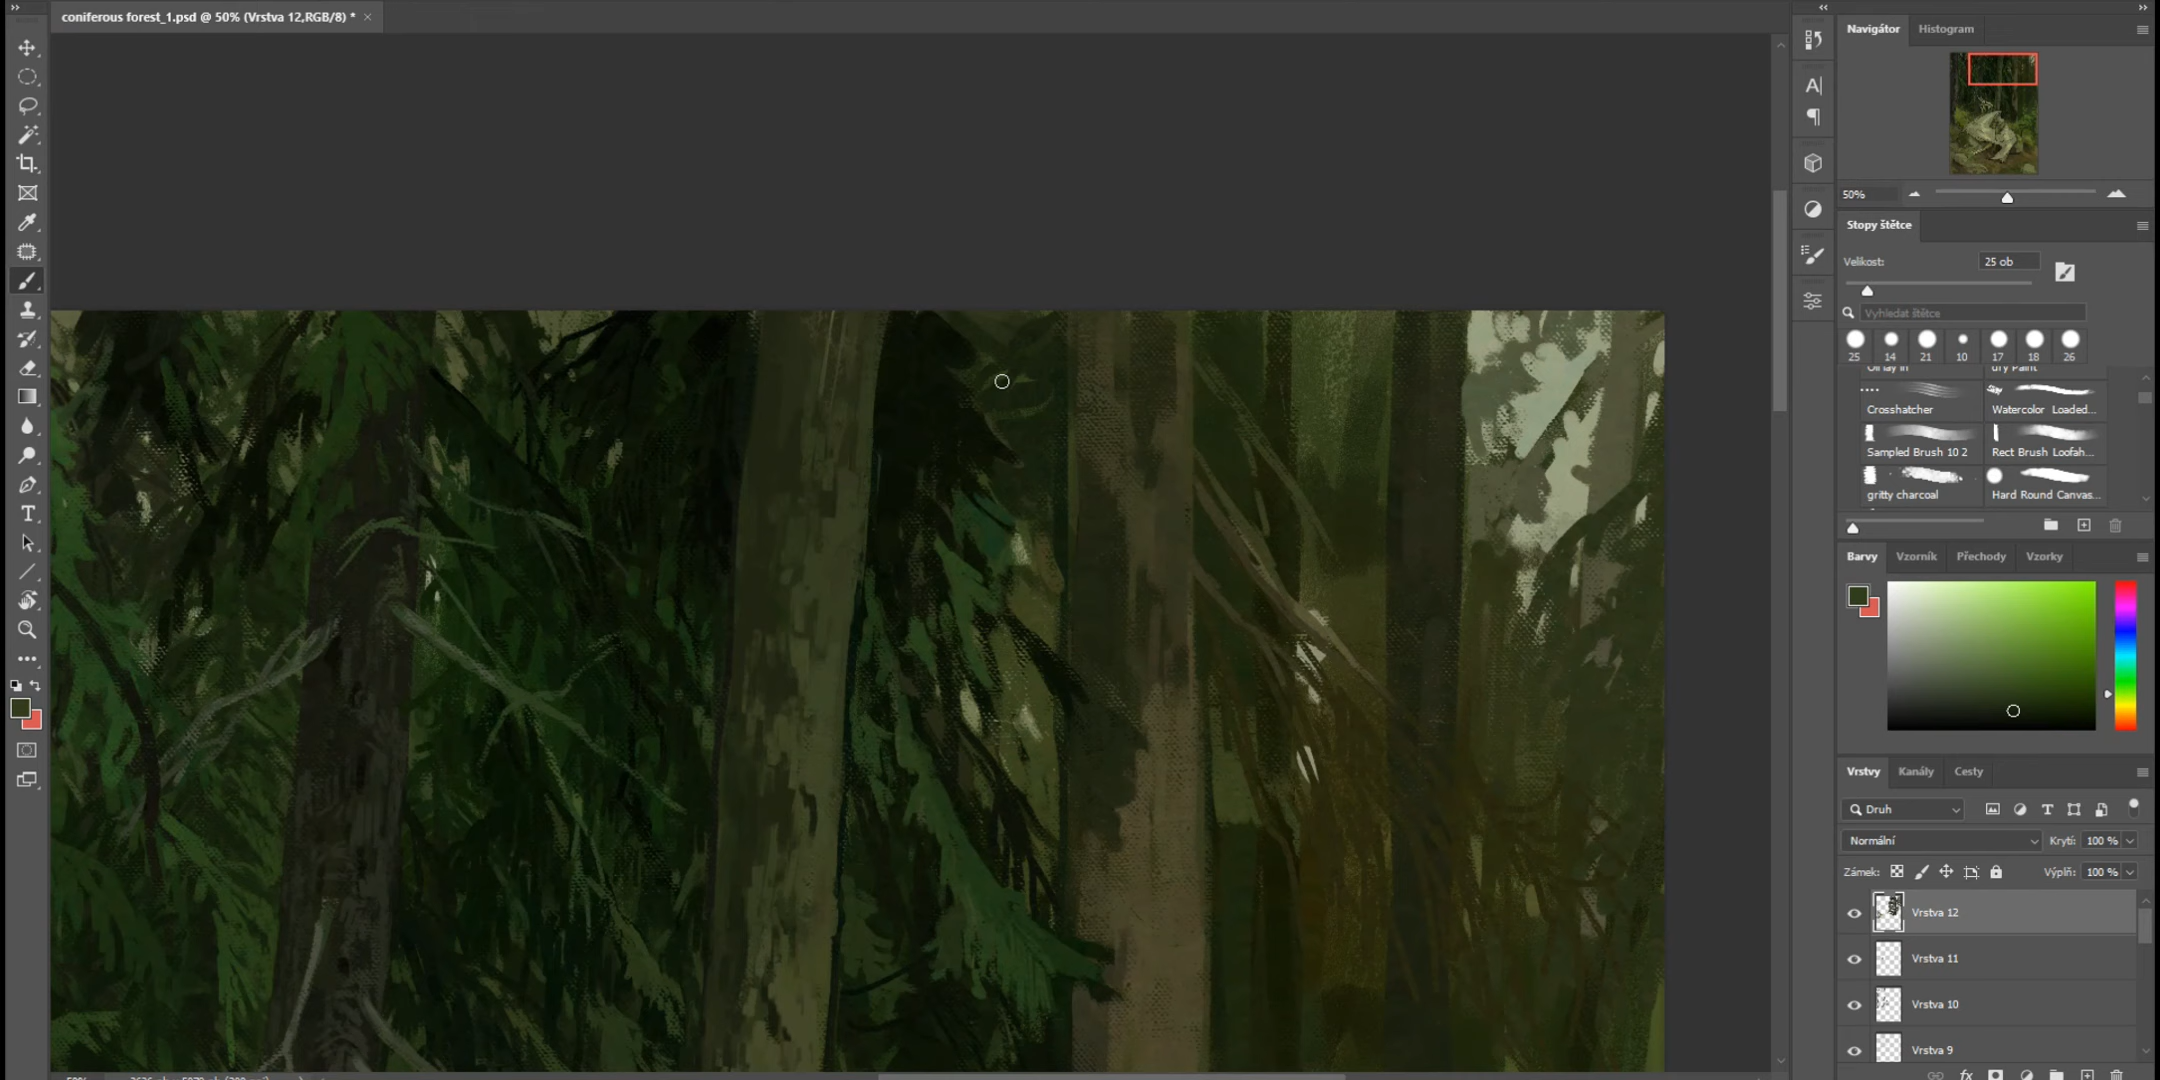 coniferous forest_1.psd @ 50% (Vrstva 12,RGB/8) *
Navigátor Histogram
50%
Stopy štětce
Velikost: 25 ob
Vyhledat štětce
25 14 21 10 17 18 26
Crosshatcher Watercolor Loaded...
Sampled Brush 10 2 Rect Brush Loofah...
gritty charcoal Hard Round Canvas...
Barvy Vzorník Přechody Vzorky
Vrstvy Kanály Cesty
Druh
Normální Krytí: 100 %
Zámek: Výplň: 100 %
Vrstva 12
Vrstva 11
Vrstva 10
Vrstva 9